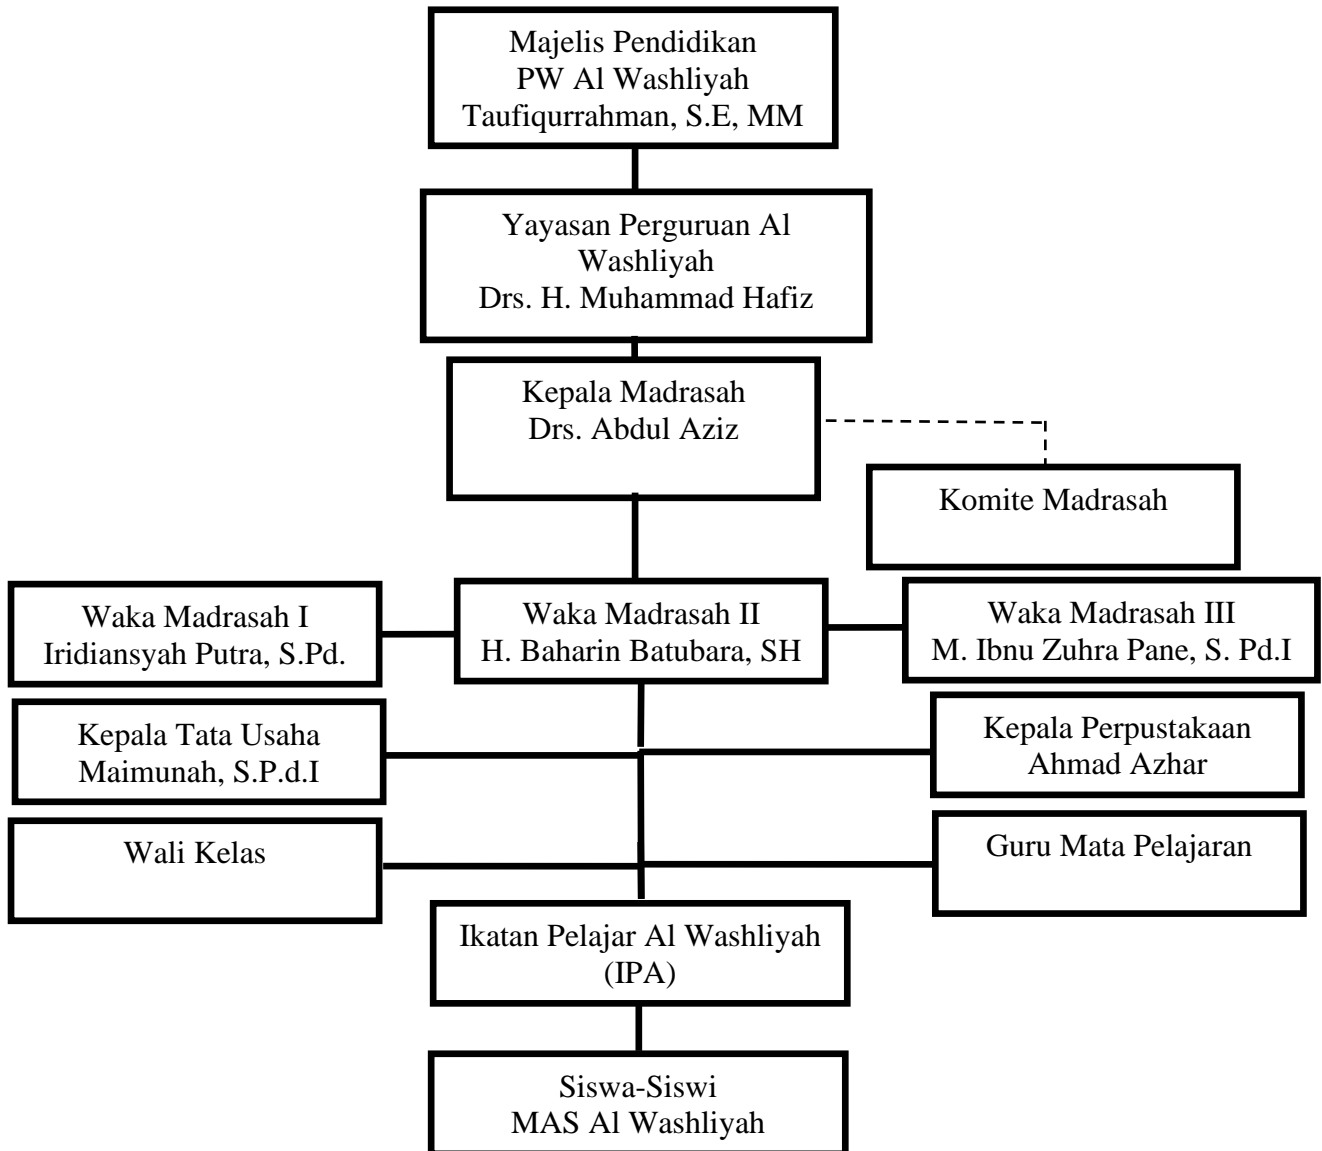 Majelis Pendidikan
PW Al Washliyah
Taufiqurrahman, S.E, MM
Yayasan Perguruan Al
Washliyah
Drs. H. Muhammad Hafiz
Kepala Madrasah
Drs. Abdul Aziz
Komite Madrasah
Waka Madrasah I
Iridiansyah Putra, S.Pd.
Waka Madrasah II
H. Baharin Batubara, SH
Waka Madrasah III
M. Ibnu Zuhra Pane, S. Pd.I
Kepala Tata Usaha
Maimunah, S.P.d.I
Kepala Perpustakaan
Ahmad Azhar
Wali Kelas
Guru Mata Pelajaran
Ikatan Pelajar Al Washliyah
(IPA)
Siswa-Siswi
MAS Al Washliyah